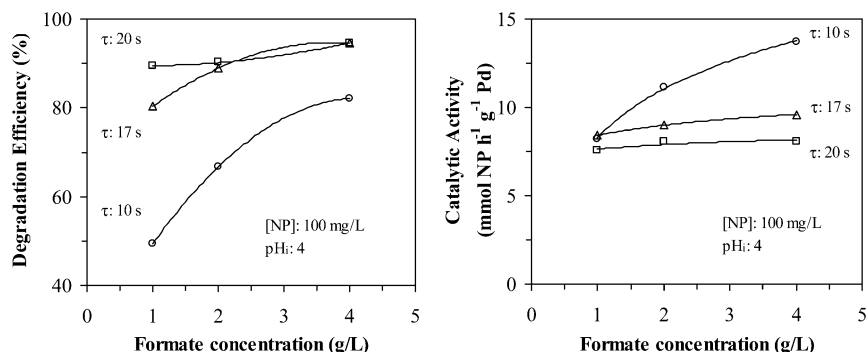 100
80
60
40
0
1
2
3
4
5
Degradation Efficiency (%)
Formate concentration (g/L)
τ: 20 s
τ: 17 s
τ: 10 s
[NP]: 100 mg/L
pHi: 4
15
10
5
0
0
1
2
3
4
5
Catalytic Activity
(mmol NP h-1 g-1 Pd)
Formate concentration (g/L)
τ: 10 s
τ: 17 s
τ: 20 s
[NP]: 100 mg/L
pHi: 4